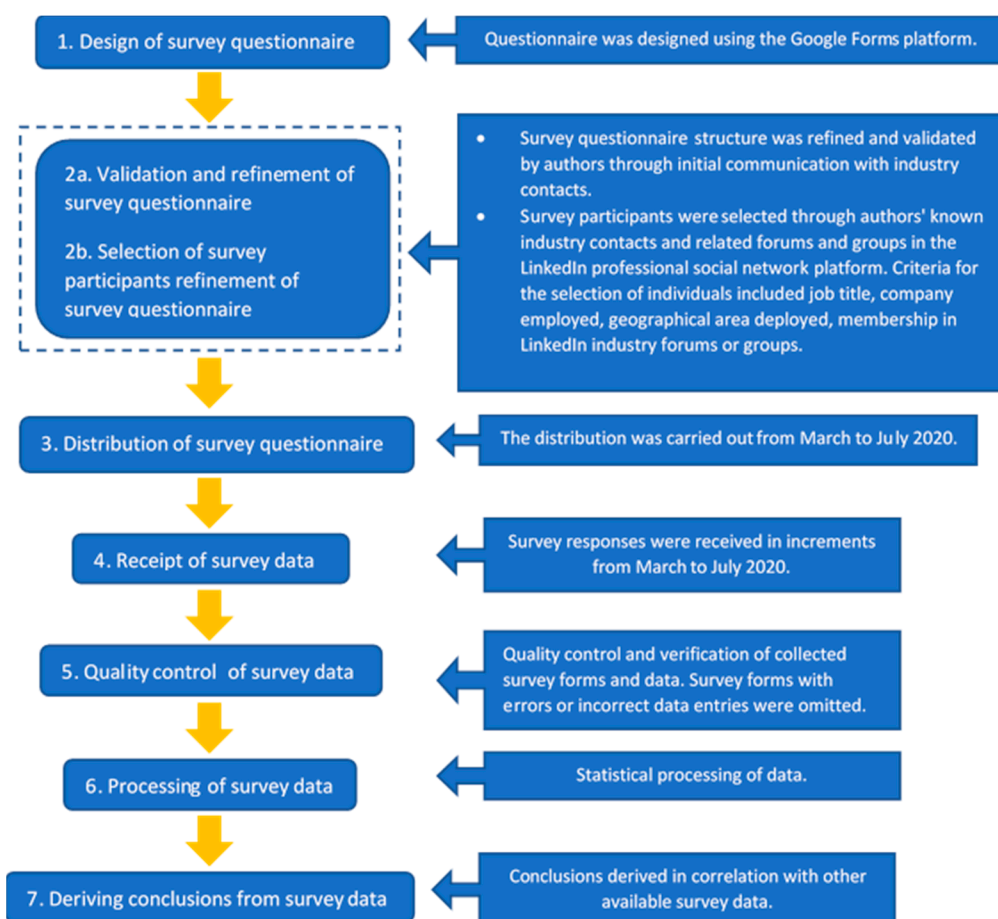 1. Design of survey questionnaire
Questionnaire was designed using the Google Forms platform.
2a. Validation and refinement of
survey questionnaire
2b. Selection of survey
participants refinement of
survey questionnaire
• Survey questionnaire structure was refined and validated
by authors through initial communication with industry
contacts.
• Survey participants were selected through authors' known
industry contacts and related forums and groups in the
LinkedIn professional social network platform. Criteria for
the selection of individuals included job title, company
employed, geographical area deployed, membership in
LinkedIn industry forums or groups.
3. Distribution of survey questionnaire
The distribution was carried out from March to July 2020.
4. Receipt of survey data
Survey responses were received in increments
from March to July 2020.
5. Quality control of survey data
Quality control and verification of collected
survey forms and data. Survey forms with
errors or incorrect data entries were omitted.
6. Processing of survey data
Statistical processing of data.
7. Deriving conclusions from survey data
Conclusions derived in correlation with other
available survey data.